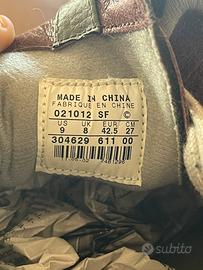 MADE IN CHINA
FABRIQUE EN CHINE
021012 SF ©
US UK EUR CM
9 8 42.5 27
304629 611 00
subito